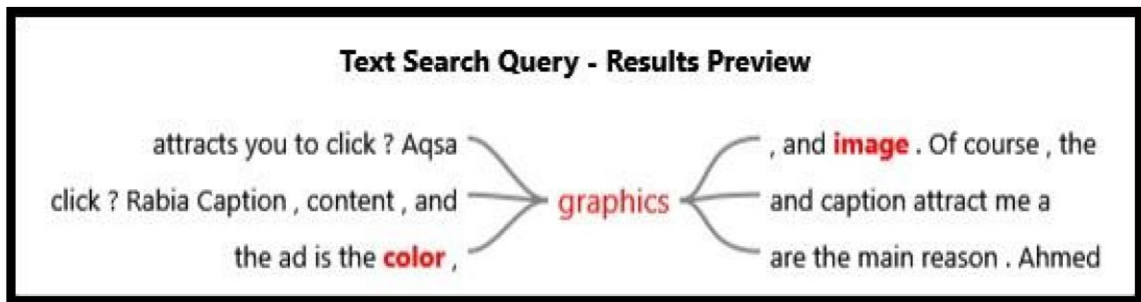 Text Search Query - Results Preview
attracts you to click ? Aqsa
click ? Rabia Caption , content , and
the ad is the color ,
graphics
, and image . Of course , the
and caption attract me a
are the main reason . Ahmed